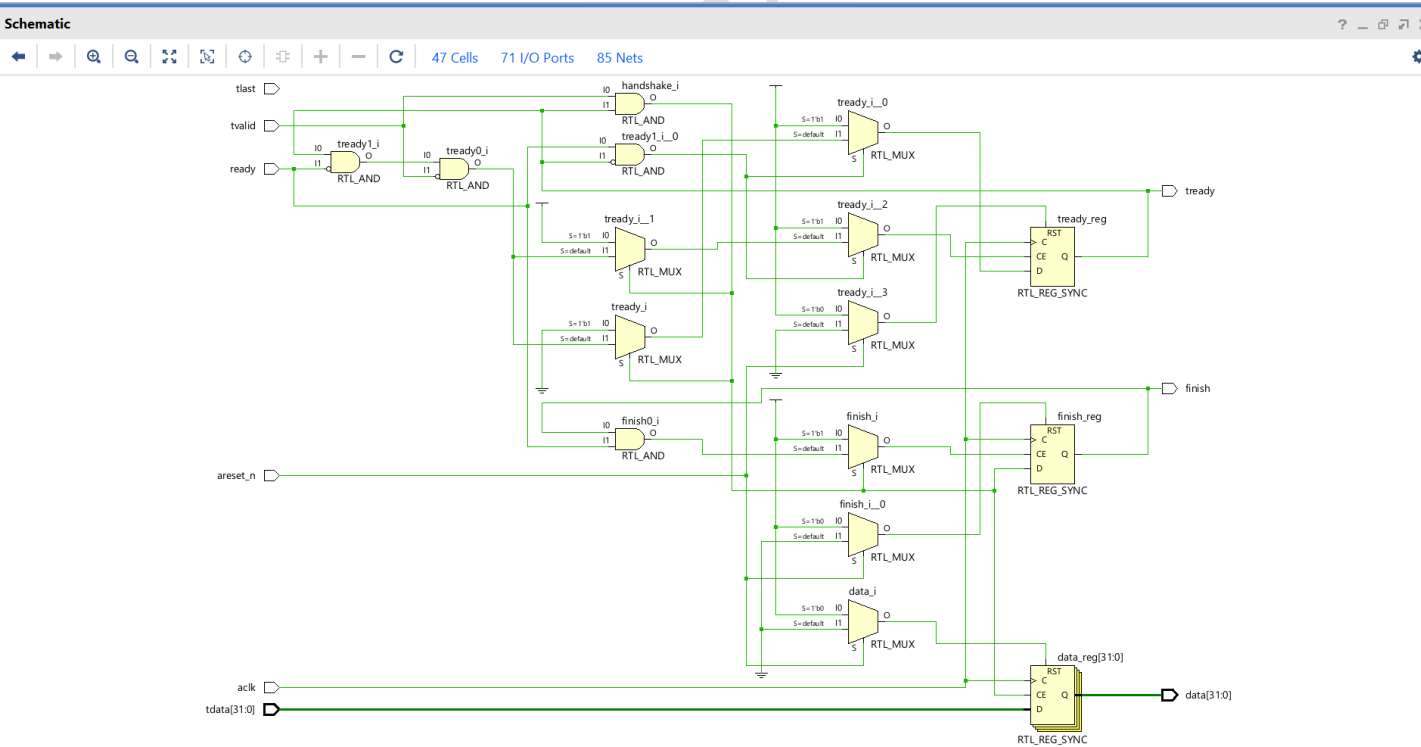 Schematic
?
47 Cells 71 I/O Ports 85 Nets
tlast
tvalid
ready
areset_n
aclk
tdata[31:0]
I0
I1
tready1_i
O
RTL_AND
I0
I1
tready0_i
O
RTL_AND
I0
I1
handshake_i
O
RTL_AND
I0
I1
tready1_i__0
O
RTL_AND
tready_i__1
S=1'b1 I0
S=default I1
O
S
RTL_MUX
tready_i
S=1'b1 I0
S=default I1
O
S
RTL_MUX
finish0_i
I0
I1
O
RTL_AND
tready_i__0
S=1'b1 I0
S=default I1
O
S
RTL_MUX
tready_i__2
S=1'b1 I0
S=default I1
O
S
RTL_MUX
tready_i__3
S=1'b0 I0
S=default I1
O
S
RTL_MUX
finish_i
S=1'b1 I0
S=default I1
O
S
RTL_MUX
finish_i__0
S=1'b0 I0
S=default I1
O
S
RTL_MUX
data_i
S=1'b0 I0
S=default I1
O
S
RTL_MUX
tready_reg
RST
C
CE Q
D
RTL_REG_SYNC
finish_reg
RST
C
CE Q
D
RTL_REG_SYNC
data_reg[31:0]
RST
C
CE Q
D
RTL_REG_SYNC
tready
finish
data[31:0]